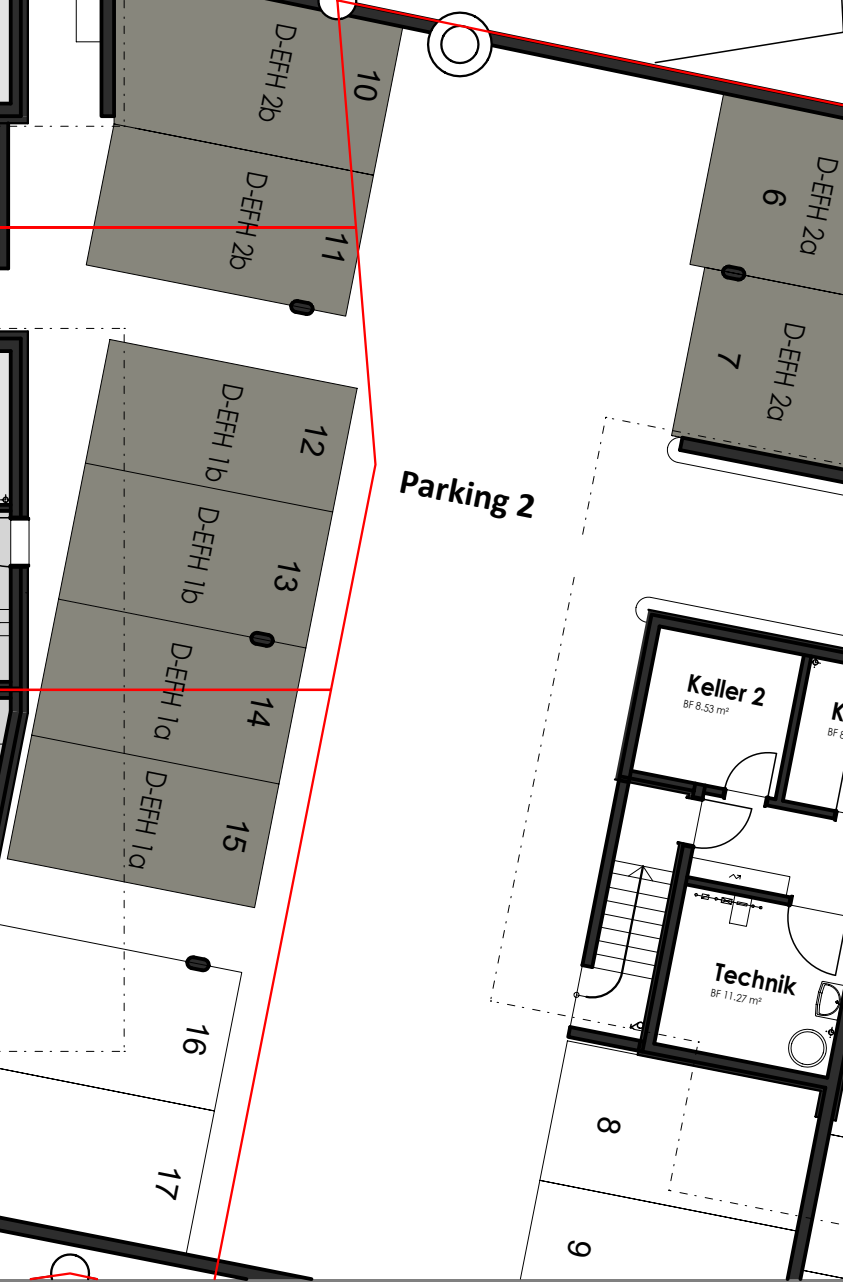 D-EFH 2b
10
D-EFH 2b
11
D-EFH 2a
6
D-EFH 2a
7
D-EFH 1b
12
D-EFH 1b
13
D-EFH 1a
14
D-EFH 1a
15
Parking 2
Keller 2
BF 8.53 m²
K
BF 8
Technik
BF 11.27 m²
16
17
8
9